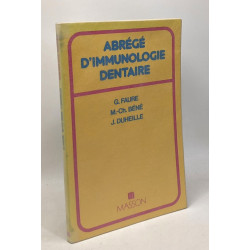 ABRÉGÉ
D'IMMUNOLOGIE
DENTAIRE
G. FAURE
M.-Ch. BÉNÉ
J. DUHEILLE
MASSON